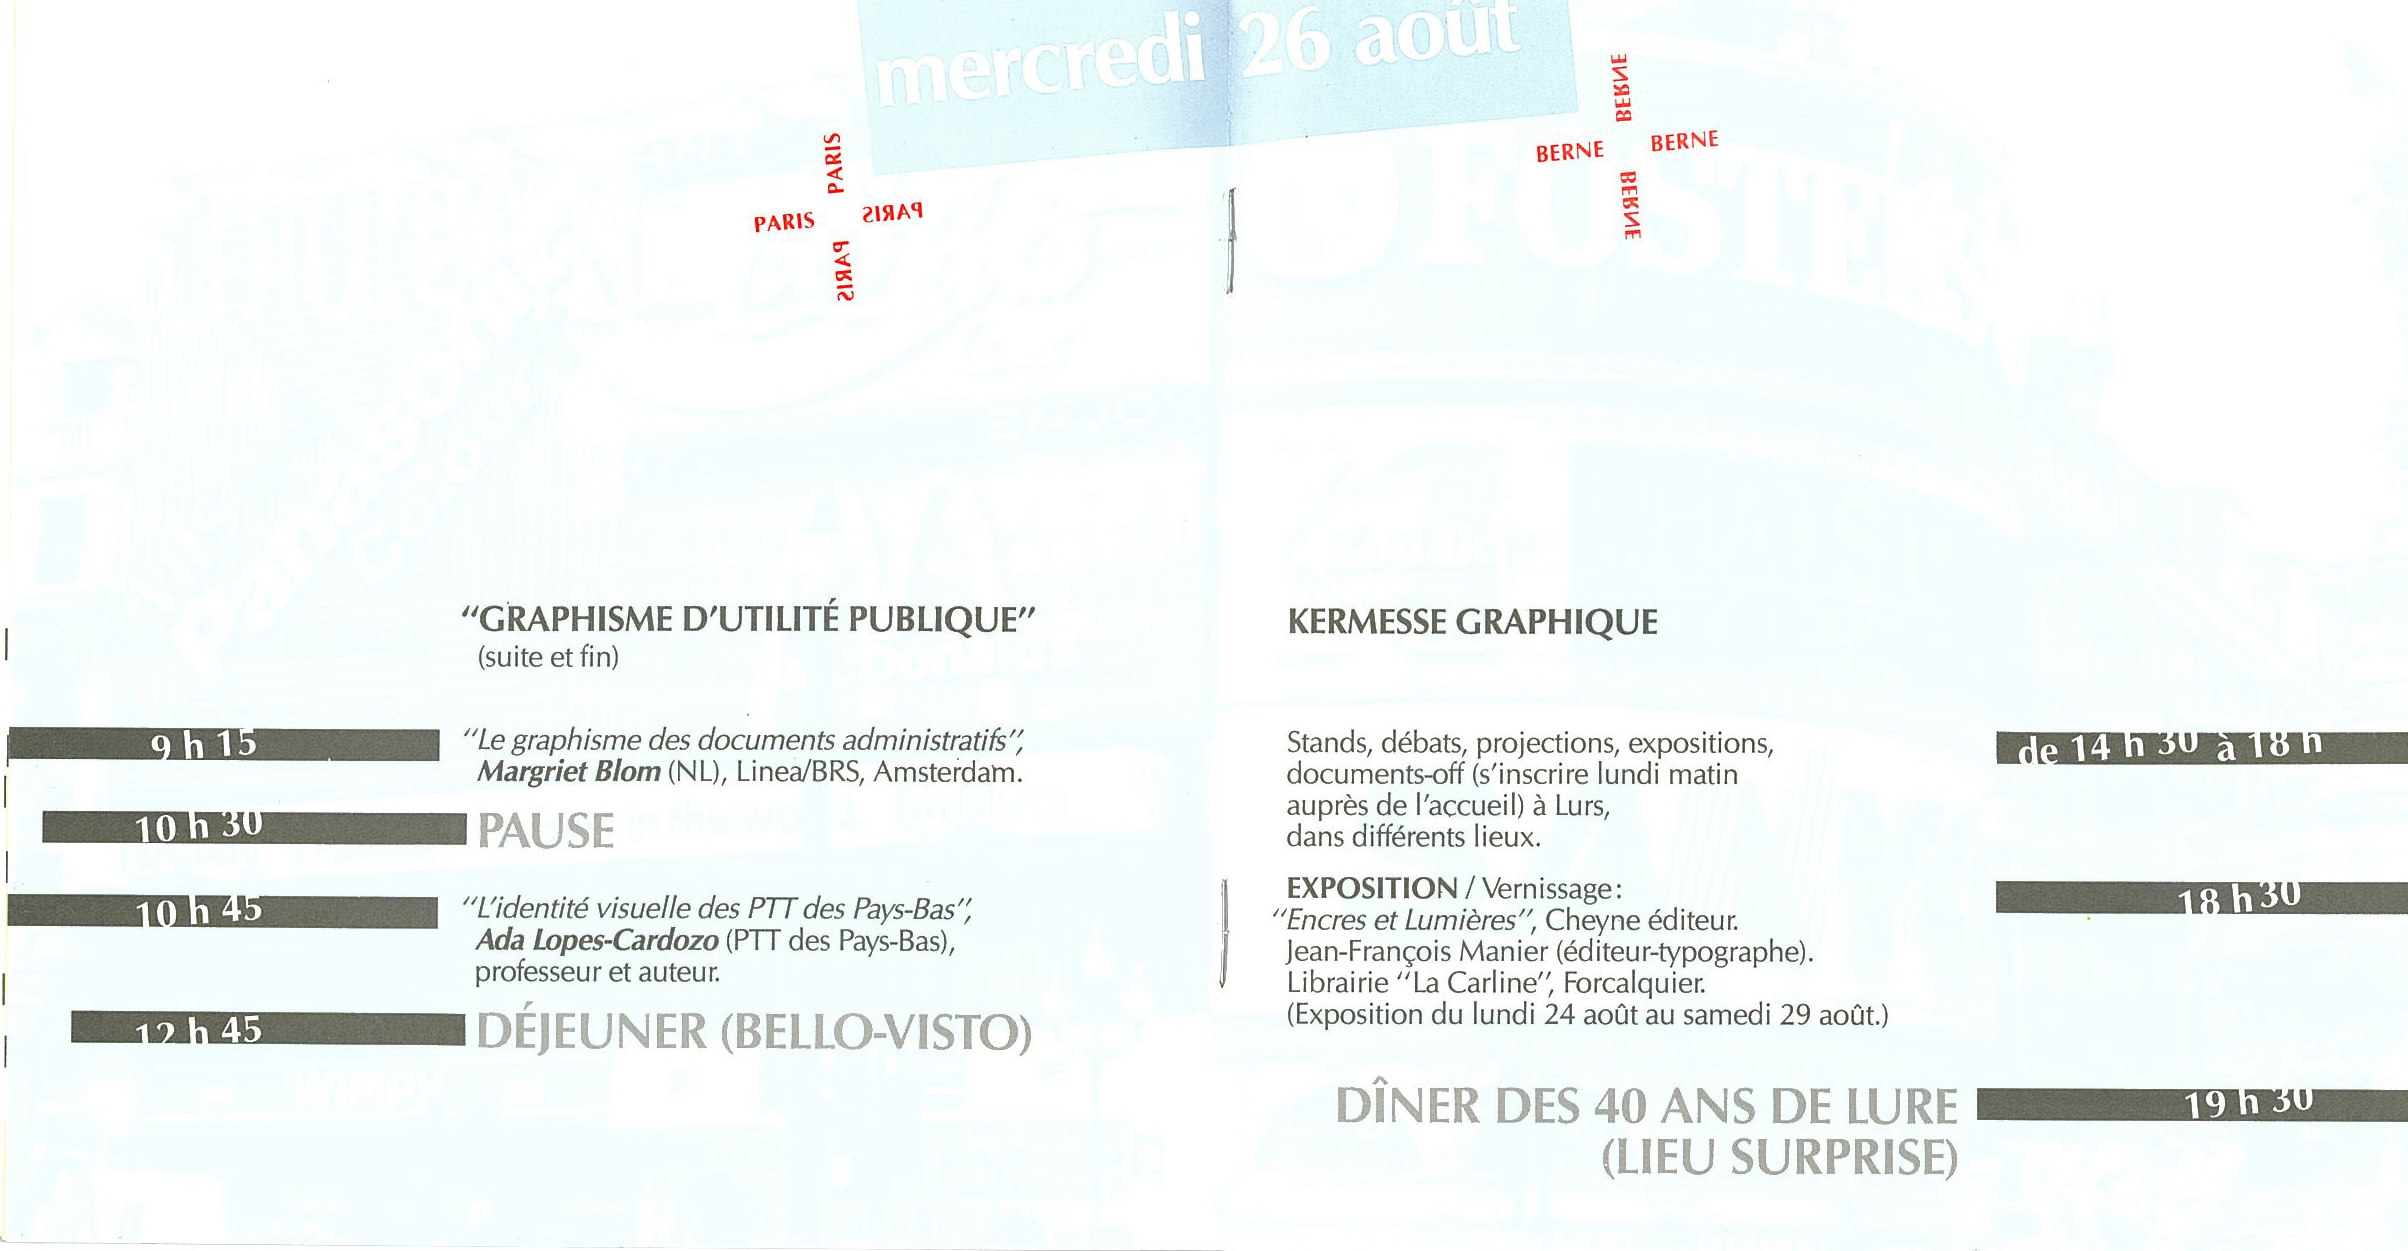 mercredi 26 août
PARIS
PARIS PARIS
PARIS
BERNE
BERNE BERNE
BERNE
"GRAPHISME D'UTILITÉ PUBLIQUE"
(suite et fin)
9 h 15
"Le graphisme des documents administratifs",
Margriet Blom (NL), Linea/BRS, Amsterdam.
10 h 30 PAUSE
10 h 45
"L'identité visuelle des PTT des Pays-Bas",
Ada Lopes-Cardozo (PTT des Pays-Bas),
professeur et auteur.
12 h 45 DÉJEUNER (BELLO-VISTO)
KERMESSE GRAPHIQUE
Stands, débats, projections, expositions,
documents-off (s'inscrire lundi matin
auprès de l'accueil) à Lurs,
dans différents lieux.
de 14 h 30 à 18 h
EXPOSITION / Vernissage :
"Encres et Lumières", Cheyne éditeur.
Jean-François Manier (éditeur-typographe).
Librairie "La Carline", Forcalquier.
(Exposition du lundi 24 août au samedi 29 août.)
18 h 30
DÎNER DES 40 ANS DE LURE
(LIEU SURPRISE)
19 h 30
Panasonic
Colour
FOSTER'S
ENJOY
McDonald's
WIMPY